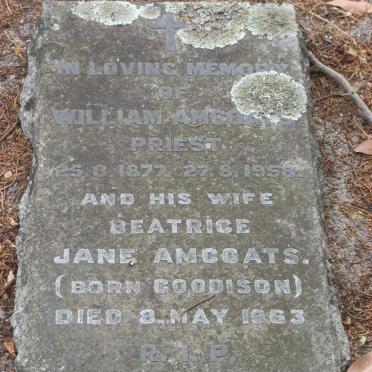 IN LOVING MEMORY
OF
WILLIAM AMCOATS
PRIEST
25.8.1877. 27.8.1958.
AND HIS WIFE
BEATRICE
JANE AMCOATS.
(BORN GOODISON)
DIED 8. MAY 1963
R.I.P.